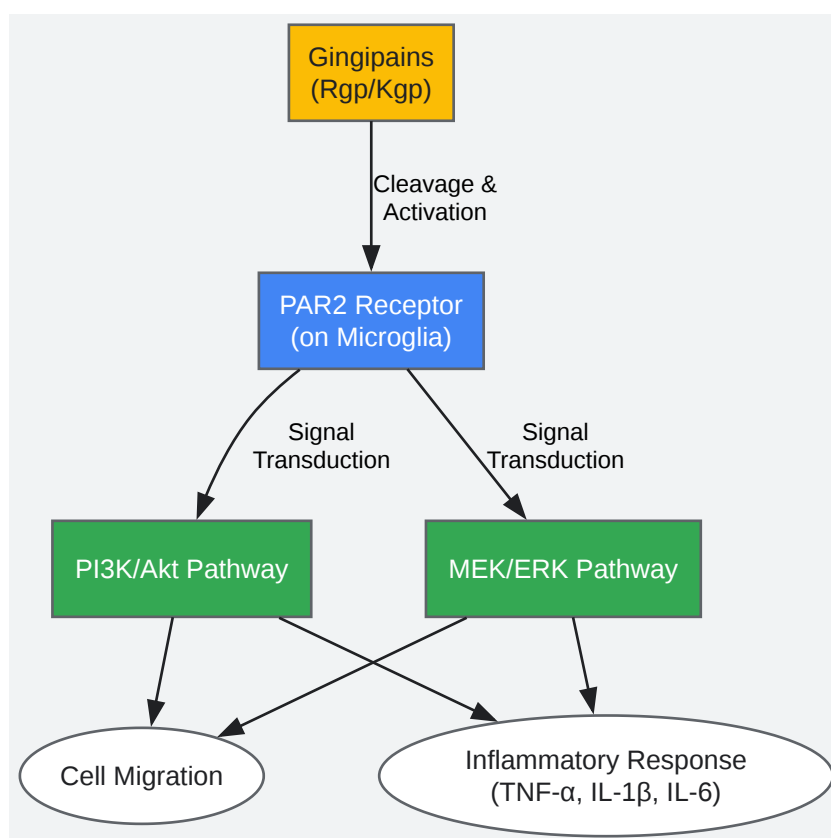 Gingipains
(Rgp/Kgp)
Cleavage &
Activation
PAR2 Receptor
(on Microglia)
Signal
Transduction
Signal
Transduction
PI3K/Akt Pathway
MEK/ERK Pathway
Cell Migration
Inflammatory Response
(TNF-α, IL-1β, IL-6)